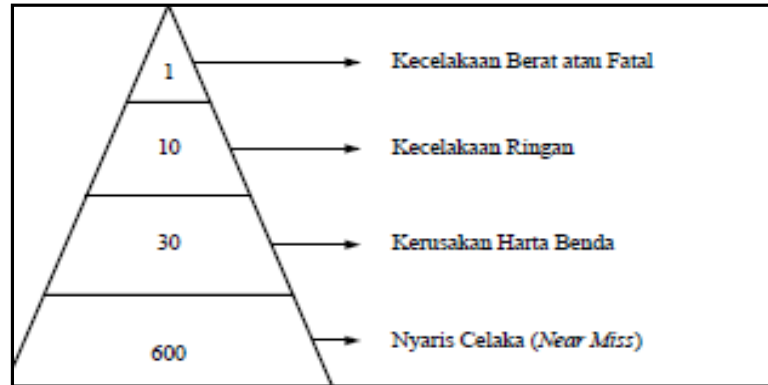 1
Kecelakaan Berat atau Fatal
10
Kecelakaan Ringan
30
Kerusakan Harta Benda
600
Nyaris Celaka (Near Miss)